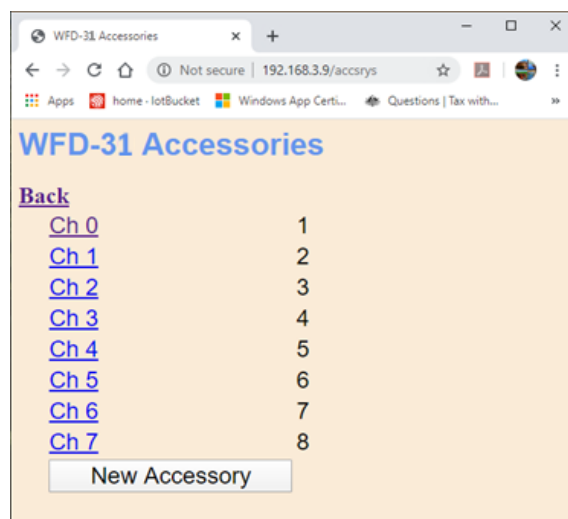 WFD-31 Accessories
Not secure | 192.168.3.9/accsrys
Apps home - IotBucket Windows App Certi... Questions | Tax with... »
WFD-31 Accessories
Back
Ch 0 1
Ch 1 2
Ch 2 3
Ch 3 4
Ch 4 5
Ch 5 6
Ch 6 7
Ch 7 8
New Accessory